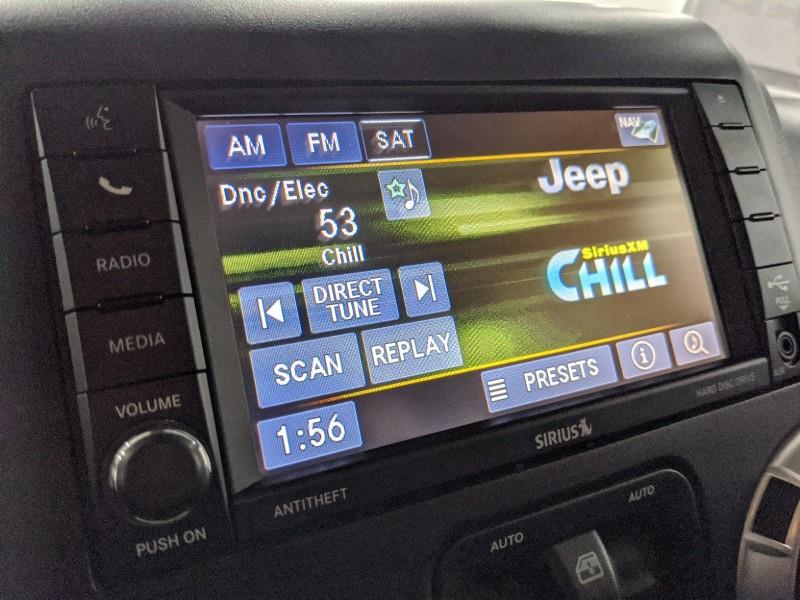 AM FM SAT NAV
Dnc/Elec
53
Chill
Jeep
SiriusXM
CHILL
DIRECT
TUNE
SCAN REPLAY
PRESETS
1:56
RADIO
MEDIA
VOLUME
PUSH ON
ANTITHEFT
SIRIUS
HARD DISC DRIVE
PULL
AUTO AUTO